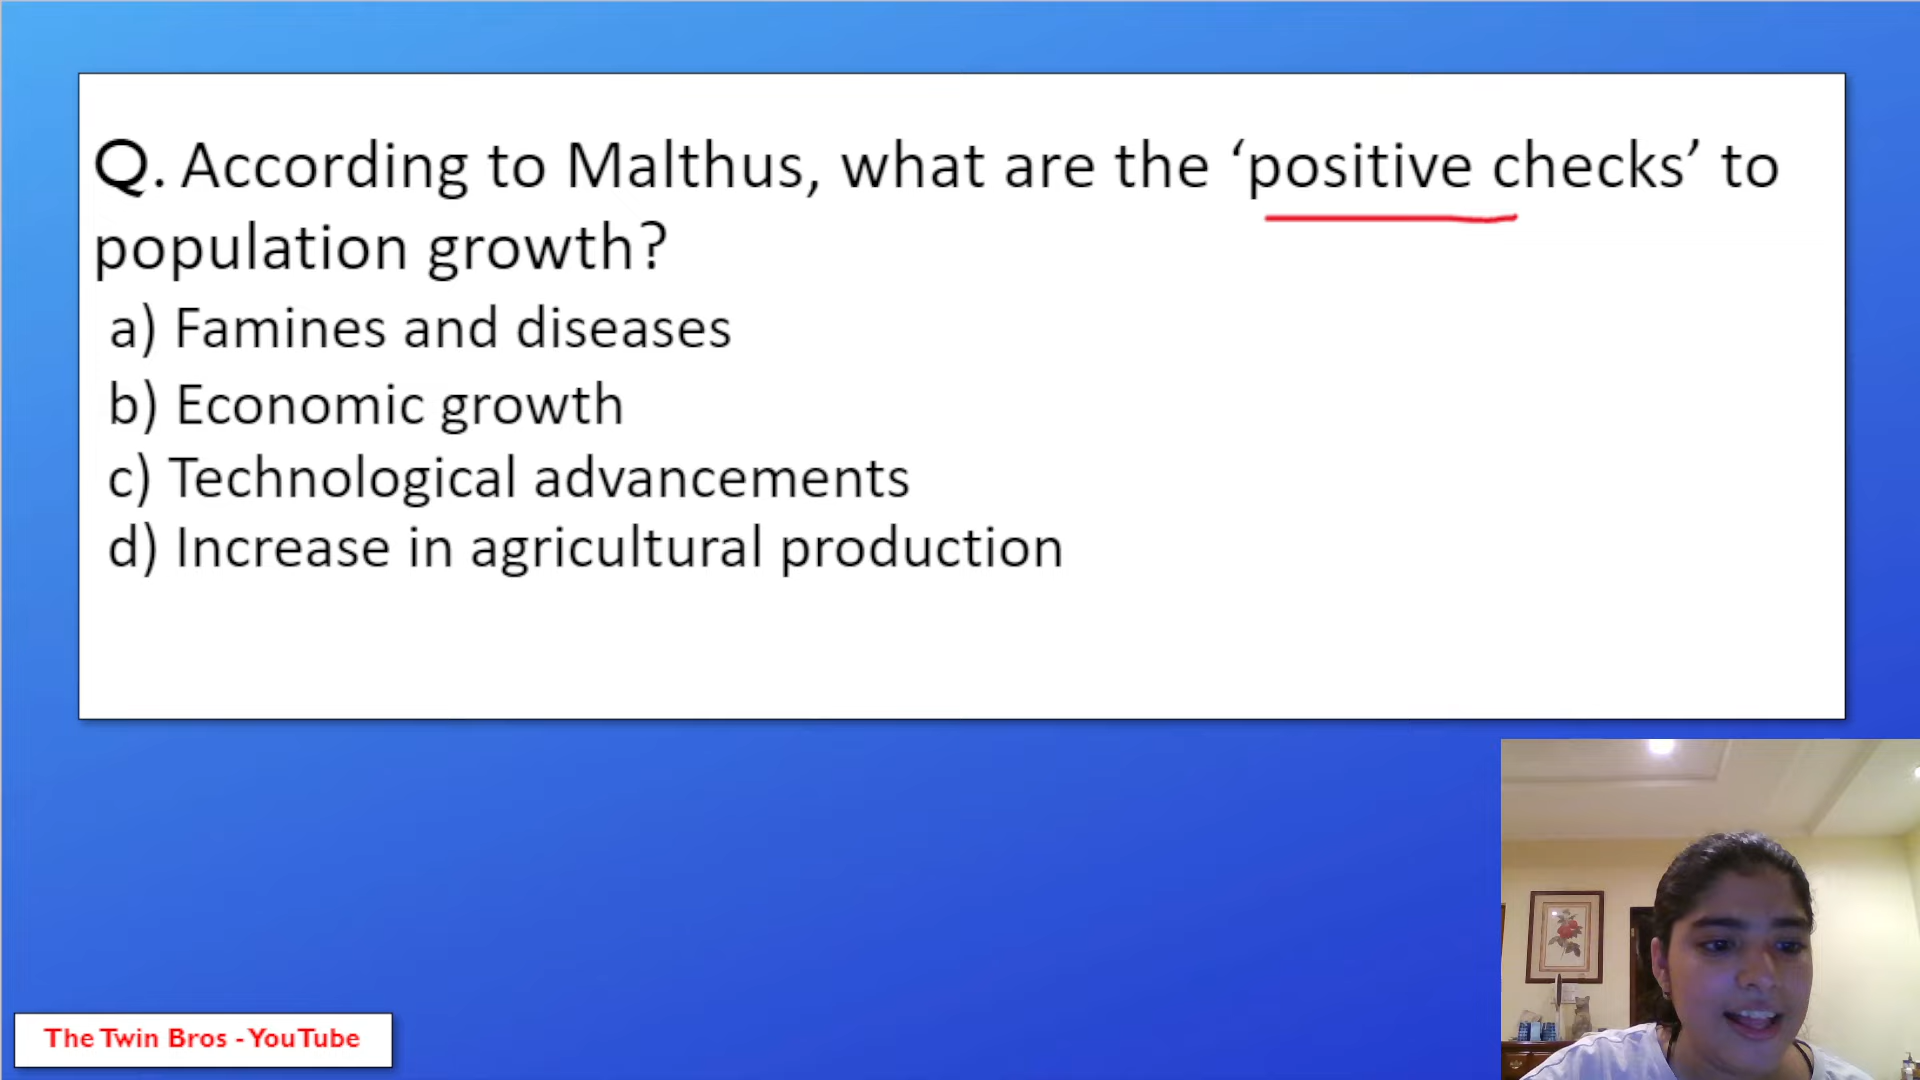 Q. According to Malthus, what are the ‘positive checks’ to
population growth?
a) Famines and diseases
b) Economic growth
c) Technological advancements
d) Increase in agricultural production
The Twin Bros - YouTube